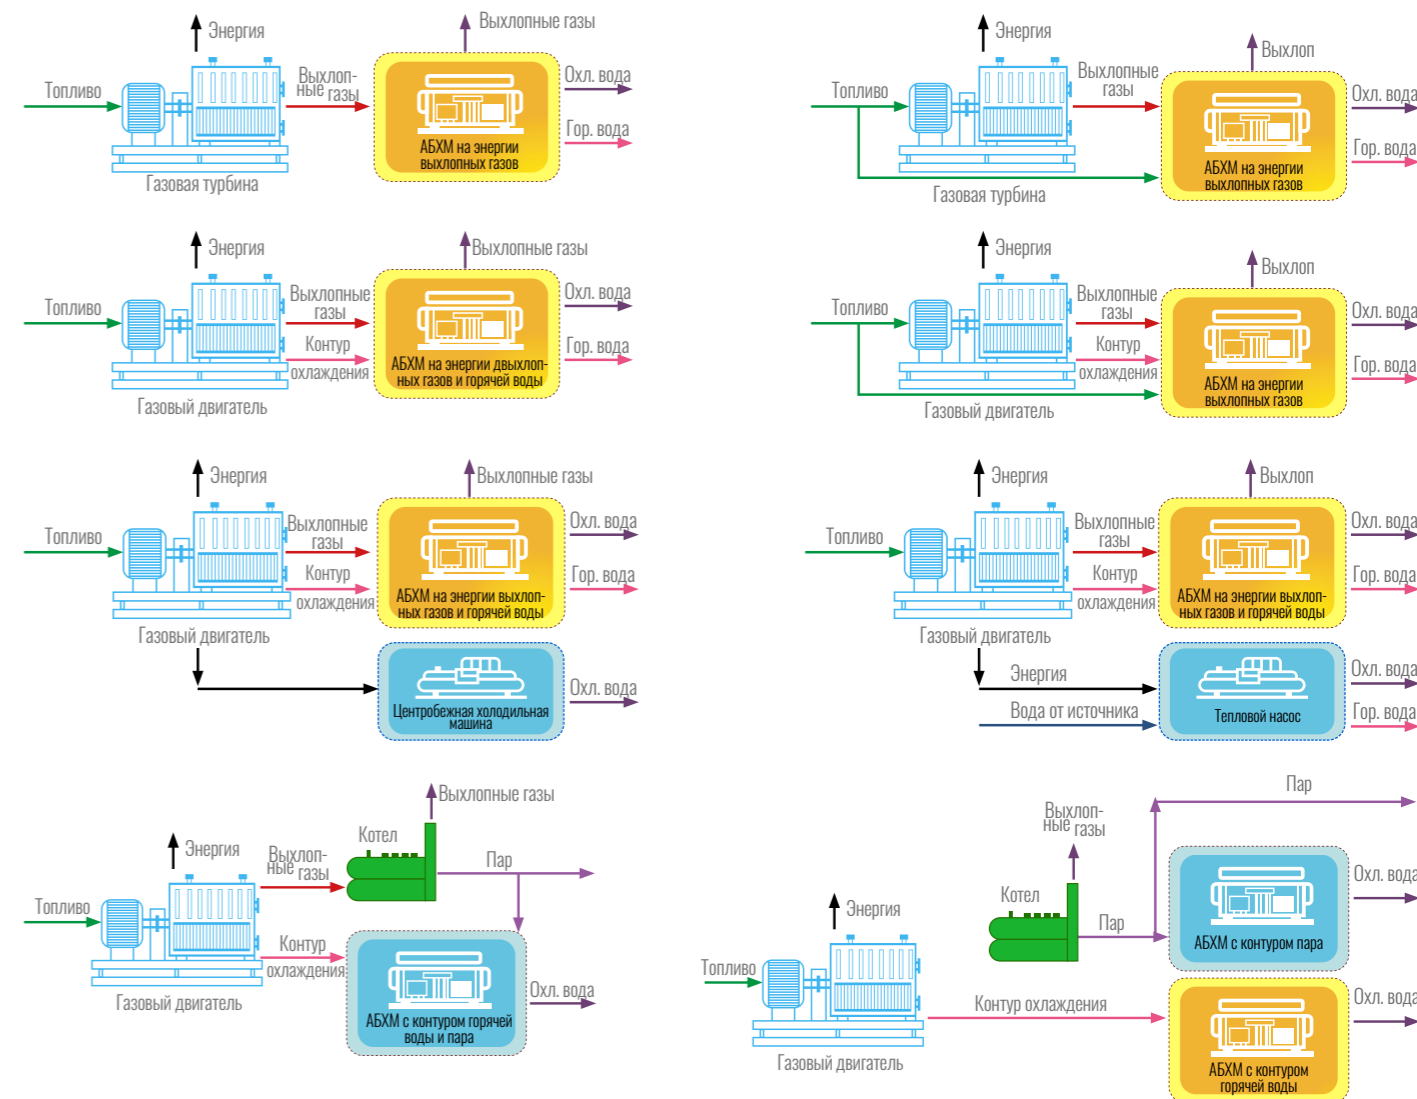 Энергия
Выхлопные газы
Топливо
Выхлоп-
ные газы
Охл. вода
Гор. вода
АБХМ на энергии
выхлопных газов
Газовая турбина
Энергия
Выхлоп
Топливо
Выхлопные
газы
Охл. вода
Гор. вода
АБХМ на энергии
выхлопных газов
Газовая турбина
Энергия
Выхлопные газы
Топливо
Выхлопные
газы
Контур
охлаждения
Охл. вода
Гор. вода
АБХМ на энергии двыхлоп-
ных газов и горячей воды
Газовый двигатель
Энергия
Выхлоп
Топливо
Выхлопные
газы
Контур
охлаждения
Охл. вода
Гор. вода
АБХМ на энергии
выхлопных газов
Газовый двигатель
Энергия
Выхлопные газы
Топливо
Выхлопные
газы
Контур
охлаждения
Охл. вода
Гор. вода
АБХМ на энергии выхлоп-
ных газов и горячей воды
Газовый двигатель
Центробежная холодильная
машина
Охл. вода
Энергия
Выхлоп
Топливо
Выхлопные
газы
Контур
охлаждения
Охл. вода
Гор. вода
АБХМ на энергии выхлоп-
ных газов и горячей воды
Газовый двигатель
Энергия
Вода от источника
Тепловой насос
Охл. вода
Гор. вода
Выхлопные газы
Котел
Энергия
Выхлоп-
ные газы
Пар
Топливо
Контур
охлаждения
Газовый двигатель
Охл. вода
АБХМ с контуром горячей
воды и пара
Пар
Выхлоп-
ные газы
Котел
Пар
Охл. вода
АБХМ с контуром пара
Энергия
Топливо
Контур охлаждения
Охл. вода
Газовый двигатель
АБХМ с контуром
горячей воды